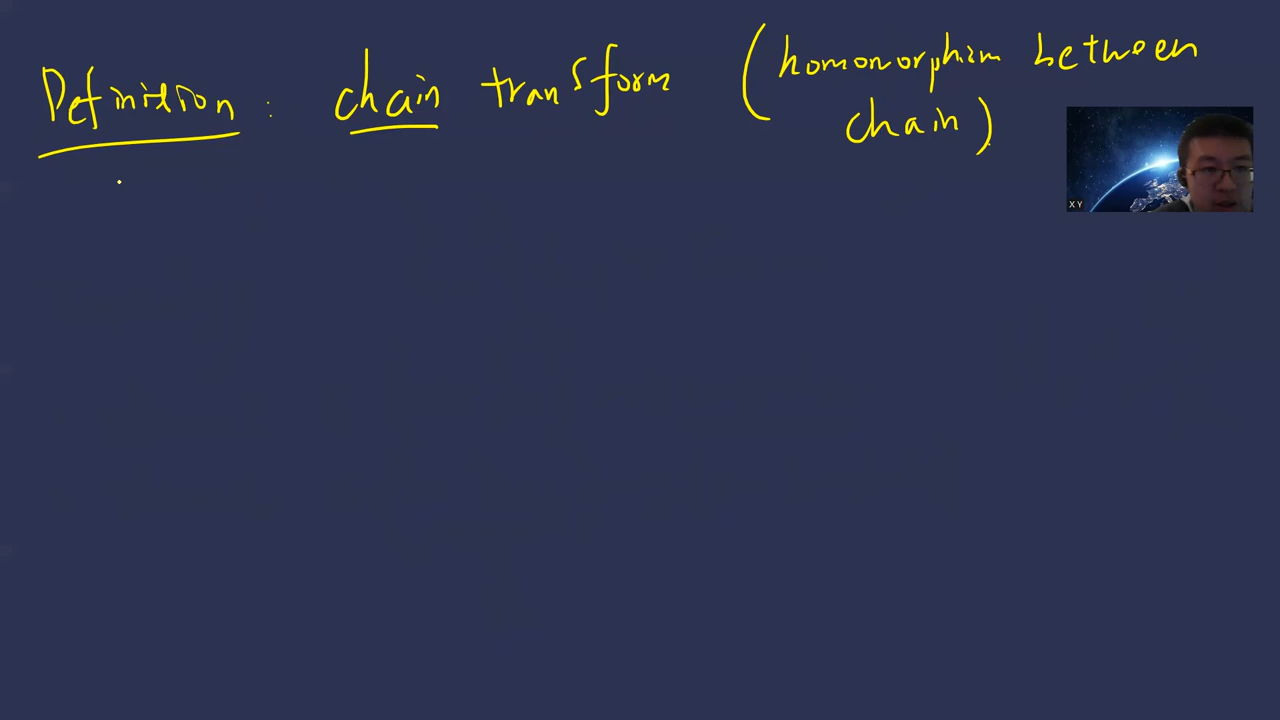 Definition : chain transform (homomorphism between
chain)
X Y